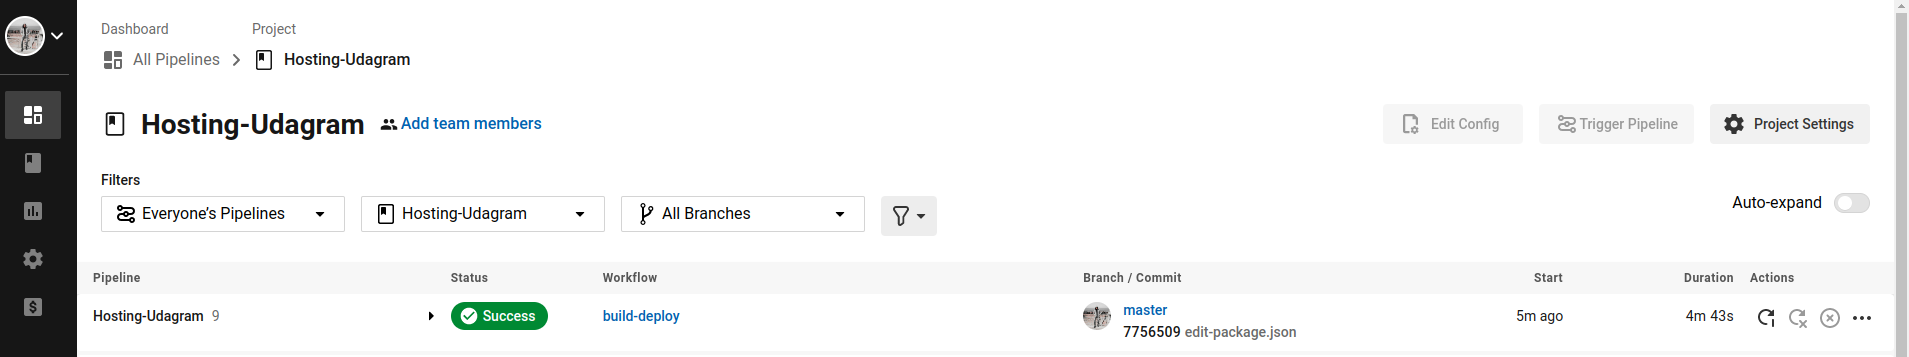 Dashboard Project
All Pipelines Hosting-Udagram
Hosting-Udagram Add team members Edit Config Trigger Pipeline Project Settings
Filters
Everyone's Pipelines Hosting-Udagram All Branches Auto-expand
Pipeline Status Workflow Branch / Commit Start Duration Actions
Hosting-Udagram 9 Success build-deploy master 5m ago 4m 43s
7756509 edit-package.json